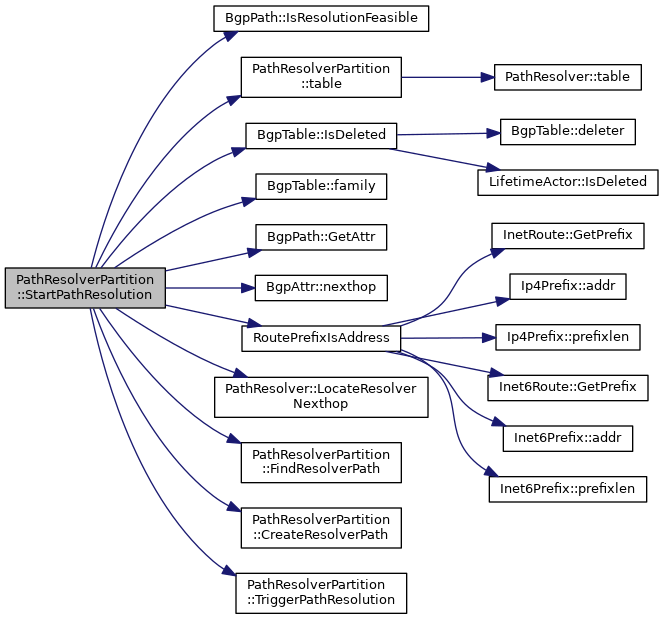 PathResolverPartition
::StartPathResolution
BgpPath::IsResolutionFeasible
PathResolverPartition
::table
BgpTable::IsDeleted
BgpTable::family
BgpPath::GetAttr
BgpAttr::nexthop
RoutePrefixIsAddress
PathResolver::LocateResolver
Nexthop
PathResolverPartition
::FindResolverPath
PathResolverPartition
::CreateResolverPath
PathResolverPartition
::TriggerPathResolution
PathResolver::table
BgpTable::deleter
LifetimeActor::IsDeleted
InetRoute::GetPrefix
Ip4Prefix::addr
Ip4Prefix::prefixlen
Inet6Route::GetPrefix
Inet6Prefix::addr
Inet6Prefix::prefixlen